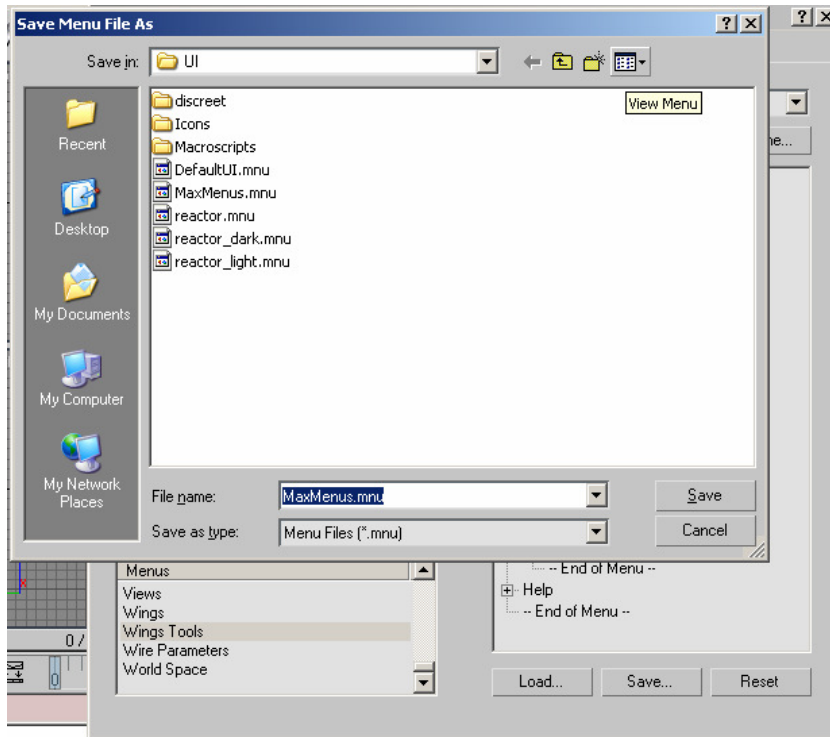 Save Menu File As
Save in:
UI
View Menu
ne...
Recent
Desktop
My Documents
My Computer
My Network
Places
discreet
Icons
Macroscripts
DefaultUI.mnu
MaxMenus.mnu
reactor.mnu
reactor_dark.mnu
reactor_light.mnu
File name:
MaxMenus.mnu
Save
Save as type:
Menu Files (*.mnu)
Cancel
Menus
Views
Wings
Wings Tools
Wire Parameters
World Space
-- End of Menu --
Help
-- End of Menu --
0 /
0
Load...
Save...
Reset